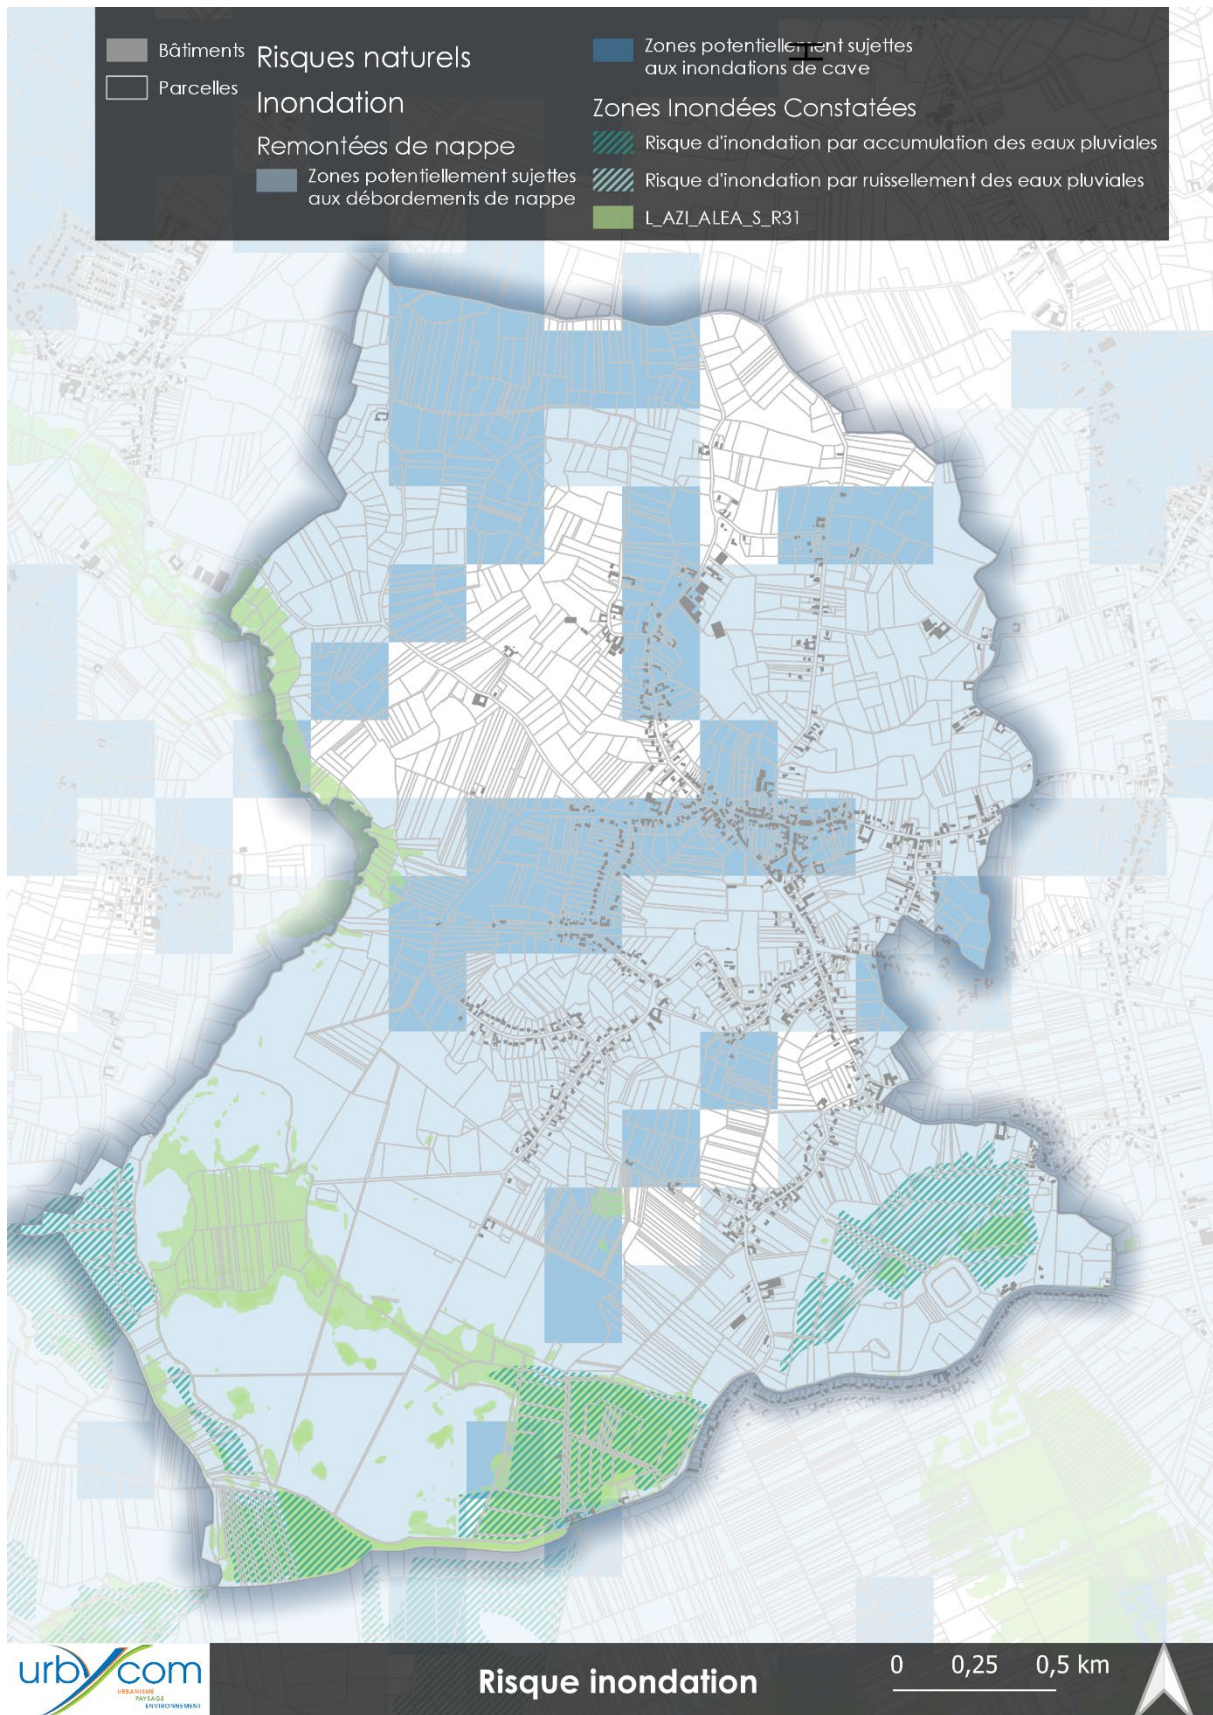 Bâtiments
Parcelles
Risques naturels
Inondation
Remontées de nappe
Zones potentiellement sujettes
aux débordements de nappe
Zones potentiellement sujettes
aux inondations de cave
Zones Inondées Constatées
Risque d'inondation par accumulation des eaux pluviales
Risque d'inondation par ruissellement des eaux pluviales
L_AZI_ALEA_S_R31
urbycom
URBANISME
PAYSAGE
ENVIRONNEMENT
Risque inondation
0 0,25 0,5 km